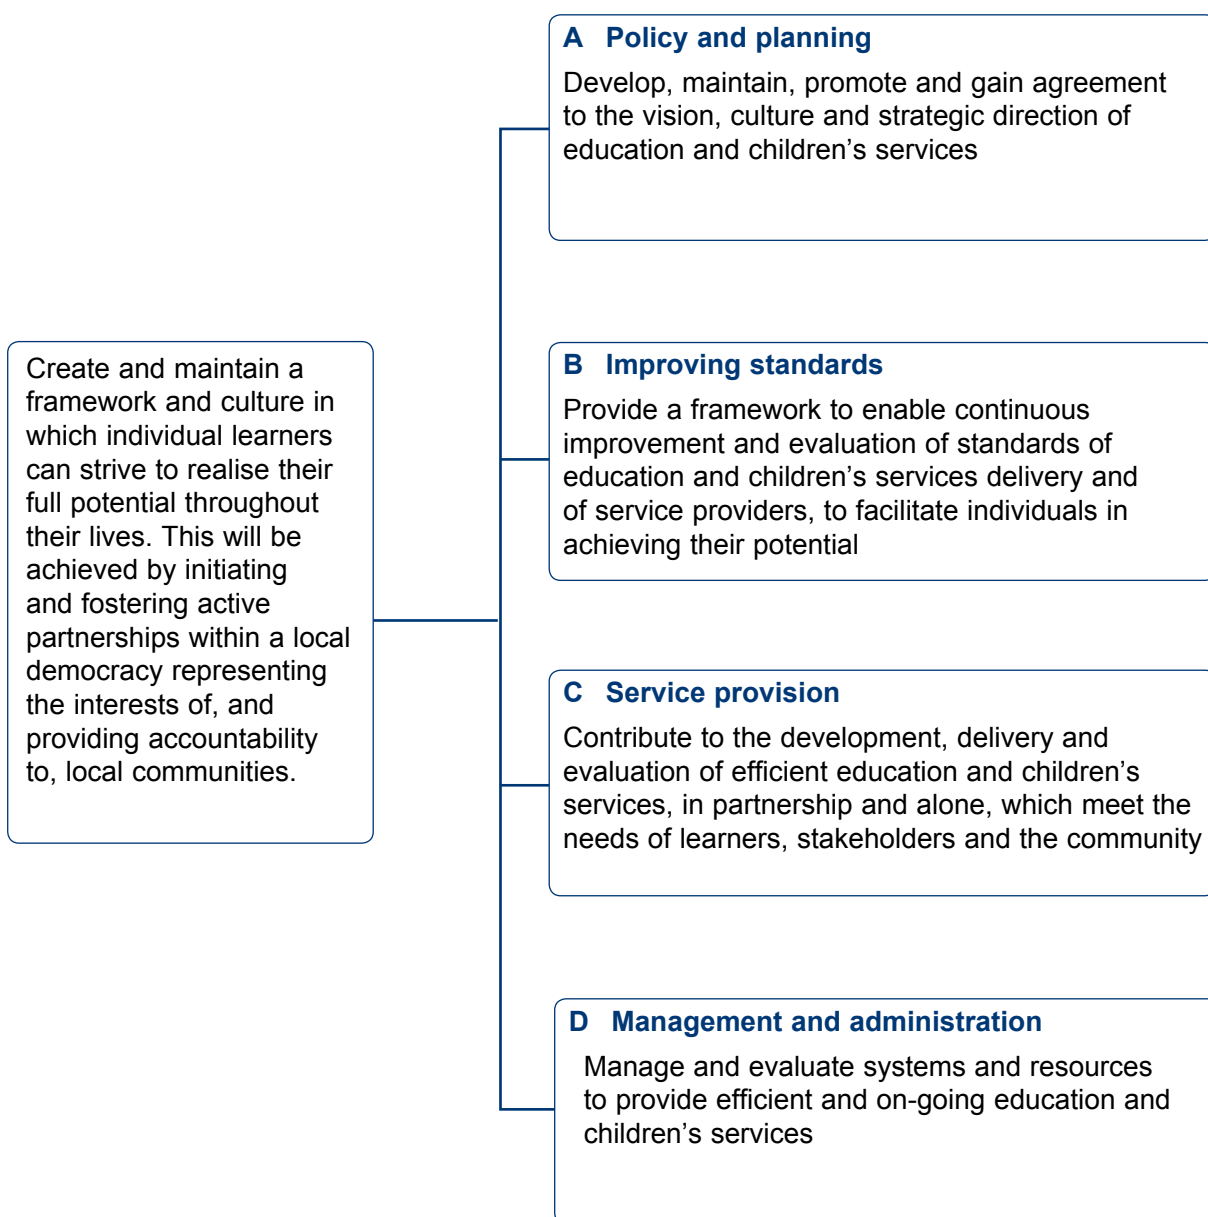 Create and maintain a
framework and culture in
which individual learners
can strive to realise their
full potential throughout
their lives. This will be
achieved by initiating
and fostering active
partnerships within a local
democracy representing
the interests of, and
providing accountability
to, local communities.
A Policy and planning
Develop, maintain, promote and gain agreement
to the vision, culture and strategic direction of
education and children’s services
B Improving standards
Provide a framework to enable continuous
improvement and evaluation of standards of
education and children’s services delivery and
of service providers, to facilitate individuals in
achieving their potential
C Service provision
Contribute to the development, delivery and
evaluation of efficient education and children’s
services, in partnership and alone, which meet the
needs of learners, stakeholders and the community
D Management and administration
Manage and evaluate systems and resources
to provide efficient and on-going education and
children’s services